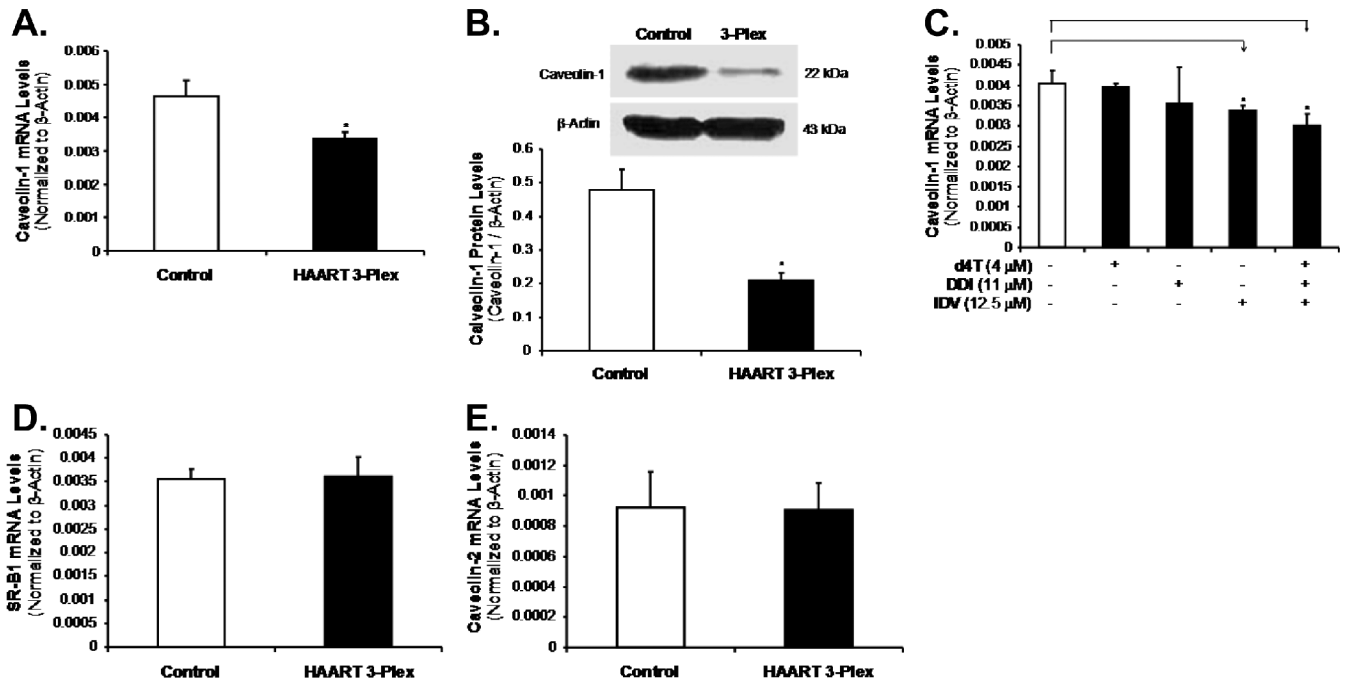 A.
Caveolin-1 mRNA Levels
(Normalized to β-Actin)
0.006
0.005
0.004
0.003
0.002
0.001
0
*
Control HAART 3-Plex
B.
Control 3-Plex
Caveolin-1 22 kDa
β-Actin 43 kDa
Calveolin-1 Protein Levels
(Caveolin-1 / β-Actin)
0.6
0.5
0.4
0.3
0.2
0.1
0
*
Control HAART 3-Plex
C.
Caveolin-1 mRNA Levels
(Normalized to β-Actin)
0.005
0.0045
0.004
0.0035
0.003
0.0025
0.002
0.0015
0.001
0.0005
0
* *
d4T (4 μM) - + - - +
DDI (11 μM) - - + - +
IDV (12.5 μM) - - - + +
D.
SR-B1 mRNA Levels
(Normalized to β-Actin)
0.0045
0.004
0.0035
0.003
0.0025
0.002
0.0015
0.001
0.0005
0
Control HAART 3-Plex
E.
Caveolin-2 mRNA Levels
(Normalized to β-Actin)
0.0014
0.0012
0.001
0.0008
0.0006
0.0004
0.0002
0
Control HAART 3-Plex